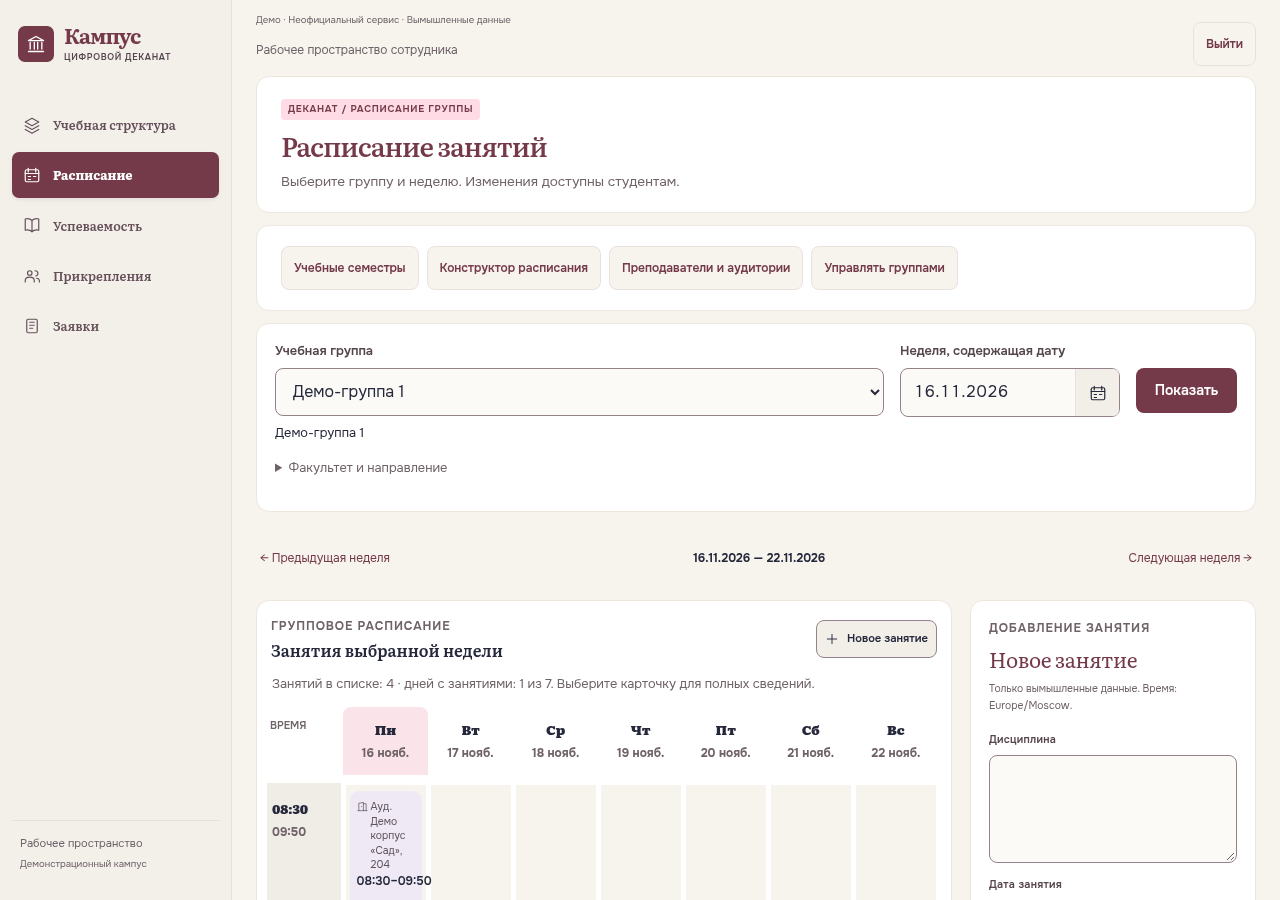 Кампус
ЦИФРОВОЙ ДЕКАНАТ
Учебная структура
Расписание
Успеваемость
Прикрепления
Заявки
Рабочее пространство
Демонстрационный кампус
Демо · Неофициальный сервис · Вымышленные данные
Рабочее пространство сотрудника
Выйти
ДЕКАНАТ / РАСПИСАНИЕ ГРУППЫ
Расписание занятий
Выберите группу и неделю. Изменения доступны студентам.
Учебные семестры
Конструктор расписания
Преподаватели и аудитории
Управлять группами
Учебная группа
Демо-группа 1
Демо-группа 1
Факультет и направление
Неделя, содержащая дату
16.11.2026
Показать
← Предыдущая неделя
16.11.2026 — 22.11.2026
Следующая неделя →
ГРУППОВОЕ РАСПИСАНИЕ
Занятия выбранной недели
Новое занятие
Занятий в списке: 4 · дней с занятиями: 1 из 7. Выберите карточку для полных сведений.
ВРЕМЯ
Пн
16 нояб.
Вт
17 нояб.
Ср
18 нояб.
Чт
19 нояб.
Пт
20 нояб.
Сб
21 нояб.
Вс
22 нояб.
08:30
09:50
Ауд.
Демо
корпус
«Сад»,
204
08:30–09:50
ДОБАВЛЕНИЕ ЗАНЯТИЯ
Новое занятие
Только вымышленные данные. Время:
Europe/Moscow.
Дисциплина
Дата занятия